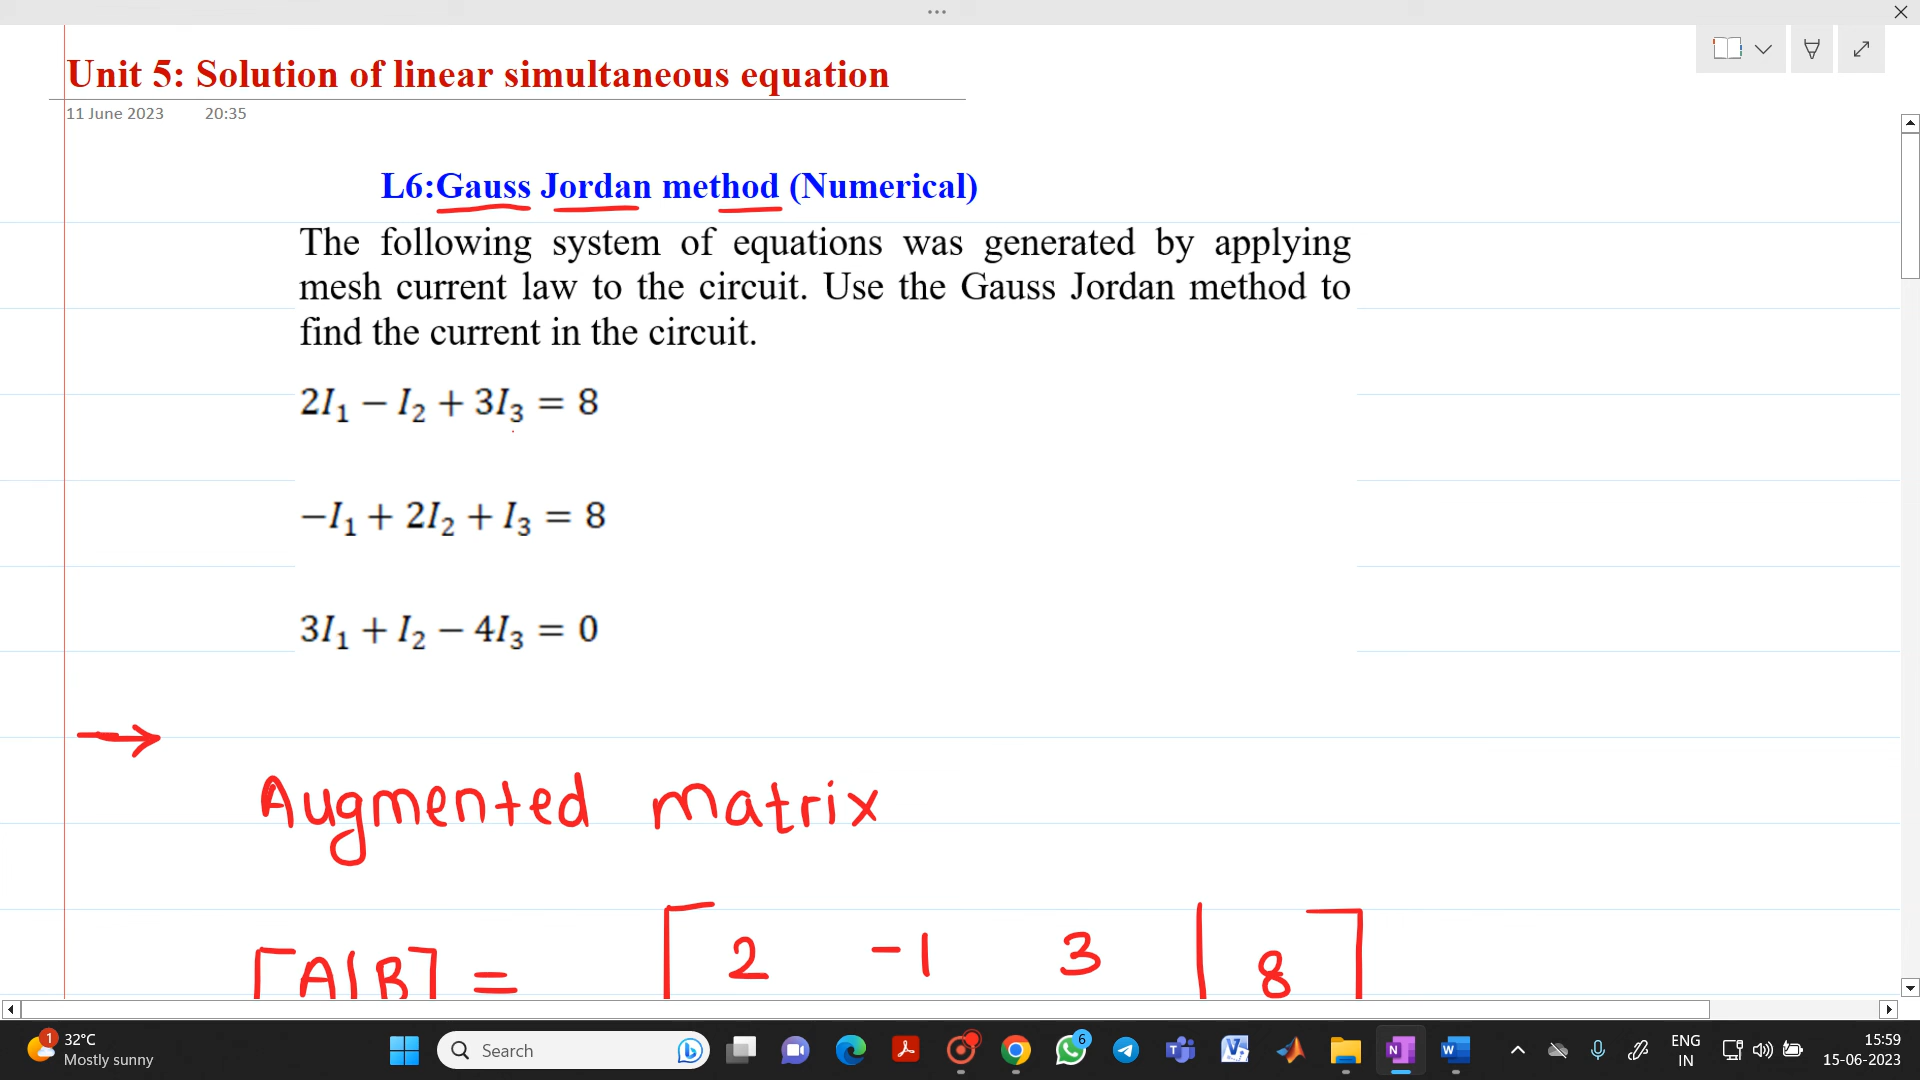 Unit 5: Solution of linear simultaneous equation
11 June 2023 20:35
L6:Gauss Jordan method (Numerical)
The following system of equations was generated by applying
mesh current law to the circuit. Use the Gauss Jordan method to
find the current in the circuit.
2I₁ − I₂ + 3I₃ = 8
−I₁ + 2I₂ + I₃ = 8
3I₁ + I₂ − 4I₃ = 0
→
Augmented matrix
[A|B] = [ 2 -1 3 | 8 ]
1 32°C
Mostly sunny
Search
6
ENG
IN
15:59
15-06-2023